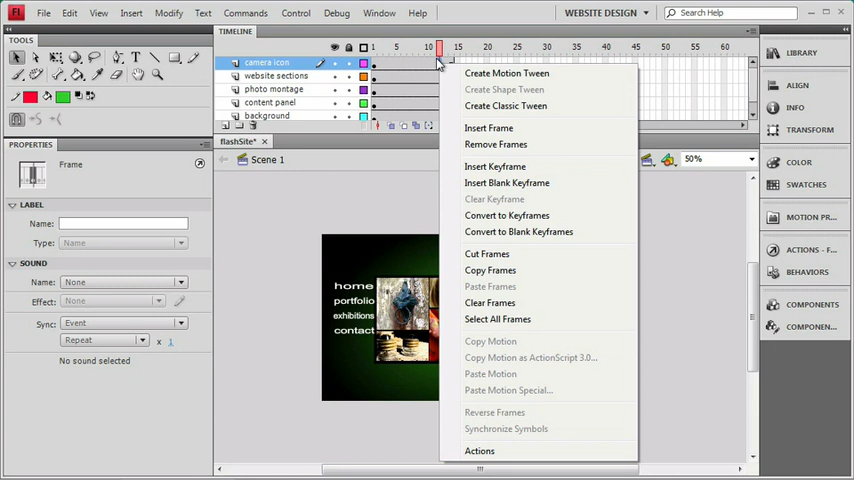 Fl File Edit View Insert Modify Text Commands Control Debug Window Help WEBSITE DESIGN Search Help
TOOLS
TIMELINE
1 5 10 15 20 25 30 35 40 45 50 55 60
camera icon
website sections
photo montage
content panel
background
flashSite*
Scene 1
50%
PROPERTIES
Frame
LABEL
Name:
Type: Name
SOUND
Name: None
Effect: None
Sync: Event
Repeat x 1
No sound selected
home
portfolio
exhibitions
contact
Create Motion Tween
Create Shape Tween
Create Classic Tween
Insert Frame
Remove Frames
Insert Keyframe
Insert Blank Keyframe
Clear Keyframe
Convert to Keyframes
Convert to Blank Keyframes
Cut Frames
Copy Frames
Paste Frames
Clear Frames
Select All Frames
Copy Motion
Copy Motion as ActionScript 3.0...
Paste Motion
Paste Motion Special...
Reverse Frames
Synchronize Symbols
Actions
LIBRARY
ALIGN
INFO
TRANSFORM
COLOR
SWATCHES
MOTION PR...
ACTIONS - F...
BEHAVIORS
COMPONENTS
COMPONEN...